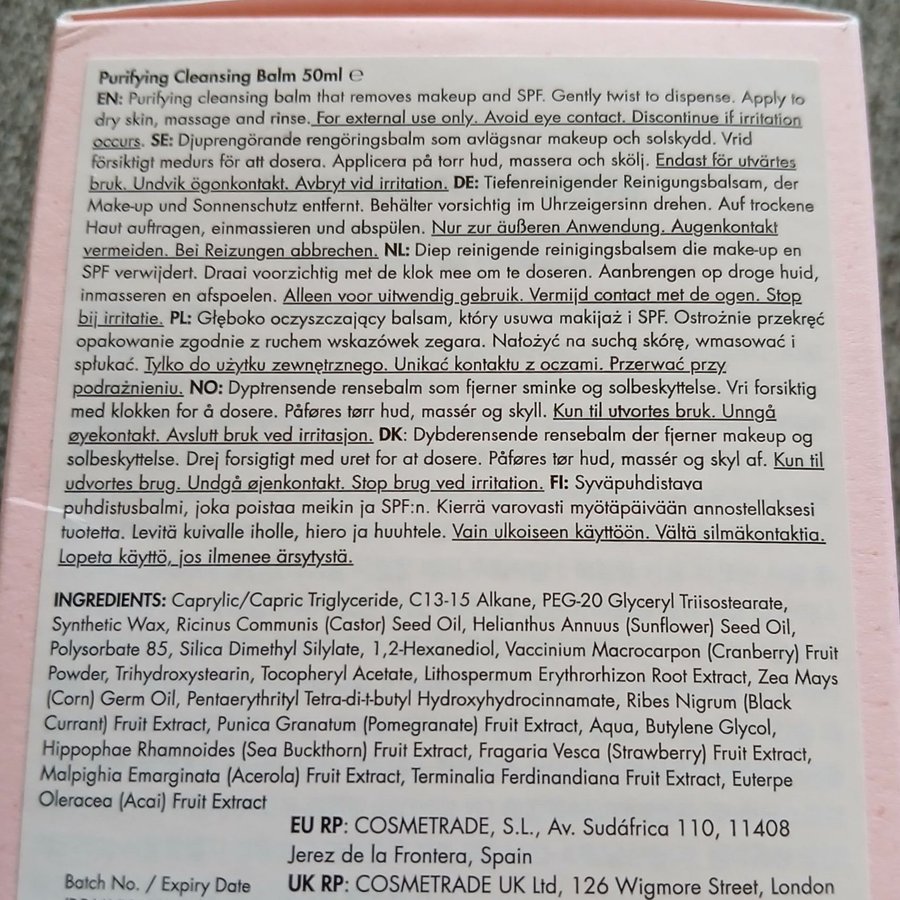 Purifying Cleansing Balm 50ml ℮
EN: Purifying cleansing balm that removes makeup and SPF. Gently twist to dispense. Apply to
dry skin, massage and rinse. For external use only. Avoid eye contact. Discontinue if irritation
occurs. SE: Djuprengörande rengöringsbalm som avlägsnar makeup och solskydd. Vrid
försiktigt medurs för att dosera. Applicera på torr hud, massera och skölj. Endast för utvärtes
bruk. Undvik ögonkontakt. Avbryt vid irritation. DE: Tiefenreinigender Reinigungsbalsam, der
Make-up und Sonnenschutz entfernt. Behälter vorsichtig im Uhrzeigersinn drehen. Auf trockene
Haut auftragen, einmassieren und abspülen. Nur zur äußeren Anwendung. Augenkontakt
vermeiden. Bei Reizungen abbrechen. NL: Diep reinigende reinigingsbalsem die make-up en
SPF verwijdert. Draai voorzichtig met de klok mee om te doseren. Aanbrengen op droge huid,
inmasseren en afspoelen. Alleen voor uitwendig gebruik. Vermijd contact met de ogen. Stop
bij irritatie. PL: Głęboko oczyszczający balsam, który usuwa makijaż i SPF. Ostrożnie przekręć
opakowanie zgodnie z ruchem wskazówek zegara. Nałożyć na suchą skórę, wmasować i
spłukać. Tylko do użytku zewnętrznego. Unikać kontaktu z oczami. Przerwać przy
podrażnieniu. NO: Dyptrensende rensebalm som fjerner sminke og solbeskyttelse. Vri forsiktig
med klokken for å dosere. Påføres tørr hud, massér og skyll. Kun til utvortes bruk. Unngå
øyekontakt. Avslutt bruk ved irritasjon. DK: Dybderensende rensebalm der fjerner makeup og
solbeskyttelse. Drej forsigtigt med uret for at dosere. Påføres tør hud, massér og skyl af. Kun til
udvortes brug. Undgå øjenkontakt. Stop brug ved irritation. FI: Syväpuhdistava
puhdistusbalmi, joka poistaa meikin ja SPF:n. Kierrä varovasti myötäpäivään annostellaksesi
tuotetta. Levitä kuivalle iholle, hiero ja huuhtele. Vain ulkoiseen käyttöön. Vältä silmäkontaktia.
Lopeta käyttö, jos ilmenee ärsytystä.
INGREDIENTS: Caprylic/Capric Triglyceride, C13-15 Alkane, PEG-20 Glyceryl Triisostearate,
Synthetic Wax, Ricinus Communis (Castor) Seed Oil, Helianthus Annuus (Sunflower) Seed Oil,
Polysorbate 85, Silica Dimethyl Silylate, 1,2-Hexanediol, Vaccinium Macrocarpon (Cranberry) Fruit
Powder, Trihydroxystearin, Tocopheryl Acetate, Lithospermum Erythrorhizon Root Extract, Zea Mays
(Corn) Germ Oil, Pentaerythrityl Tetra-di-t-butyl Hydroxyhydrocinnamate, Ribes Nigrum (Black
Currant) Fruit Extract, Punica Granatum (Pomegranate) Fruit Extract, Aqua, Butylene Glycol,
Hippophae Rhamnoides (Sea Buckthorn) Fruit Extract, Fragaria Vesca (Strawberry) Fruit Extract,
Malpighia Emarginata (Acerola) Fruit Extract, Terminalia Ferdinandiana Fruit Extract, Euterpe
Oleracea (Acai) Fruit Extract
EU RP: COSMETRADE, S.L., Av. Sudáfrica 110, 11408
Jerez de la Frontera, Spain
Batch No. / Expiry Date
UK RP: COSMETRADE UK Ltd, 126 Wigmore Street, London